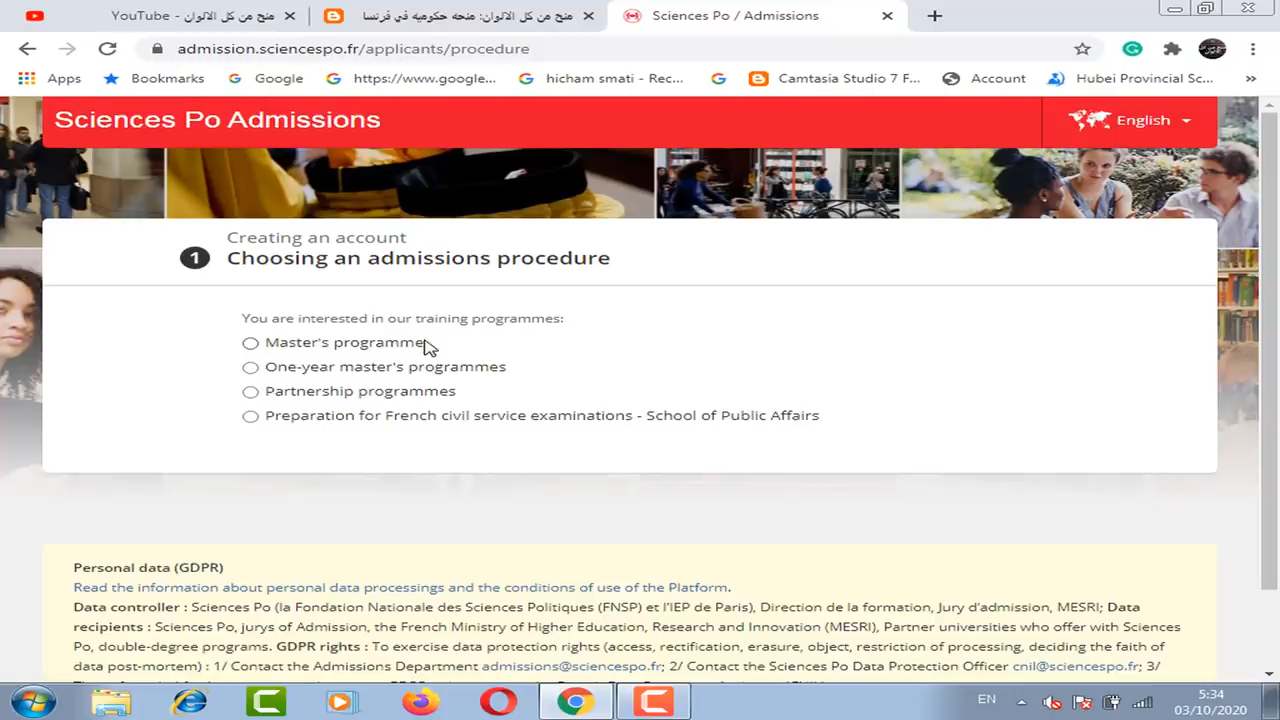 منح من كل الالوان - YouTube
منح من كل الالوان: منحه حكوميه في فرنسا
Sciences Po / Admissions
admission.sciencespo.fr/applicants/procedure
Apps
Bookmarks
Google
https://www.google...
hicham smati - Rec...
Camtasia Studio 7 F...
Account
Hubei Provincial Sc...
»
Sciences Po Admissions
English
Creating an account
1 Choosing an admissions procedure
You are interested in our training programmes:
Master's programme
One-year master's programmes
Partnership programmes
Preparation for French civil service examinations - School of Public Affairs
Personal data (GDPR)
Read the information about personal data processings and the conditions of use of the Platform.
Data controller : Sciences Po (la Fondation Nationale des Sciences Politiques (FNSP) et l'IEP de Paris), Direction de la formation, Jury d'admission, MESRI; Data
recipients : Sciences Po, jurys of Admission, the French Ministry of Higher Education, Research and Innovation (MESRI), Partner universities who offer with Sciences
Po, double-degree programs. GDPR rights : To exercise data protection rights (access, rectification, erasure, object, restriction of processing, deciding the faith of
data post-mortem) : 1/ Contact the Admissions Department admissions@sciencespo.fr; 2/ Contact the Sciences Po Data Protection Officer cnil@sciencespo.fr; 3/
EN
5:34
03/10/2020